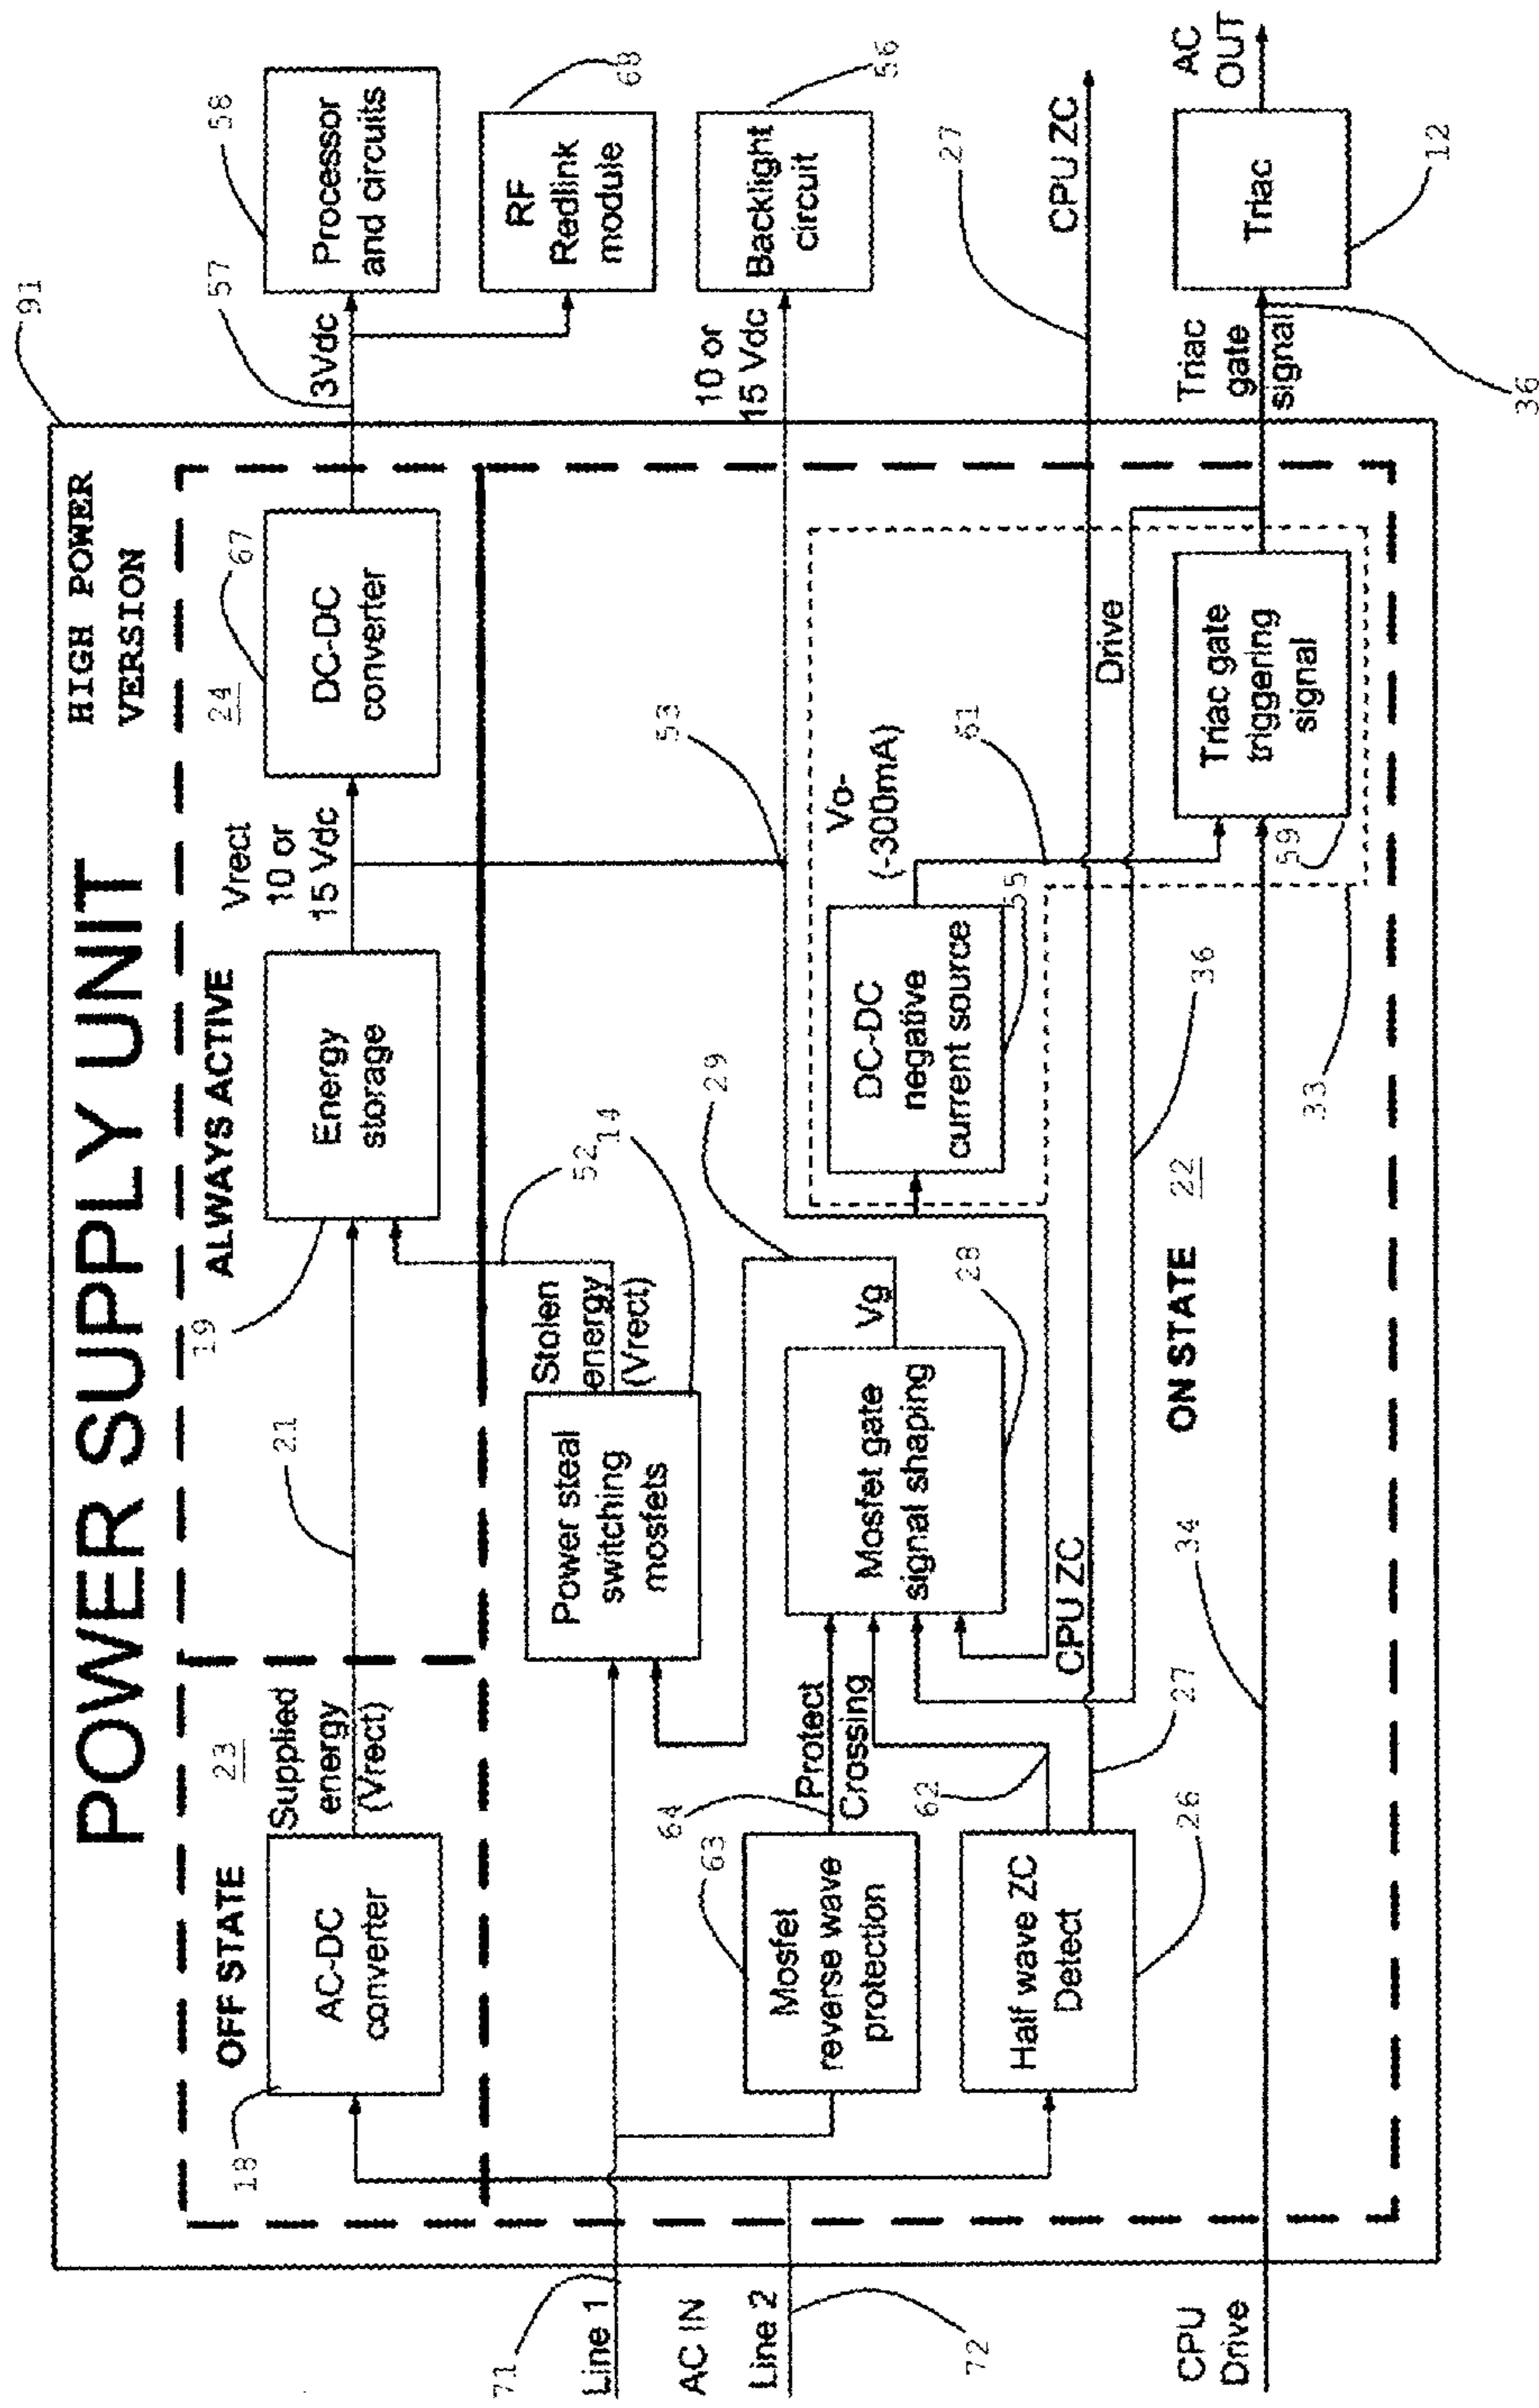 POWER SUPPLY UNIT
HIGH POWER
VERSION
91
OFF STATE
23
ALWAYS ACTIVE
24
18
AC-DC
converter
Supplied
energy
(Vrect)
21
19
Energy
storage
Vrect
10 or
15 Vdc
67
DC-DC
converter
57
3Vdc
58
Processor
and circuits
68
RF
Redlink
module
56
Backlight
circuit
10 or
15 Vdc
71
Line 1
AC IN
Line 2
72
Power steal
switching
mosfets
Stolen
energy
(Vrect)
52
14
53
29
63
Mosfet
reverse wave
protection
64
/Protect
Crossing
62
Mosfet gate
signal shaping
Vg
28
DC-DC
negative
current source
55
Vo-
(-300mA)
61
Half wave ZC
Detect
26
27
CPU ZC
27
CPU ZC
Drive
36
ON STATE
22
33
34
CPU
Drive
Triac gate
triggering
signal
59
Triac
gate
signal
36
Triac
12
AC
OUT